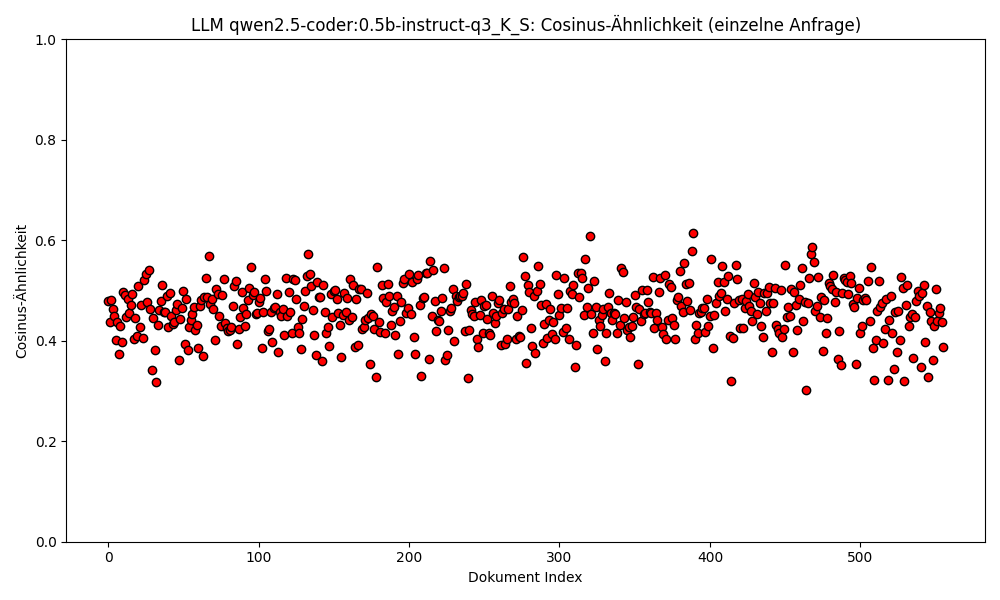 LLM qwen2.5-coder:0.5b-instruct-q3_K_S: Cosinus-Ähnlichkeit (einzelne Anfrage)
1.0
0.8
0.6
0.4
0.2
0.0
Cosinus-Ähnlichkeit
0 100 200 300 400 500
Dokument Index